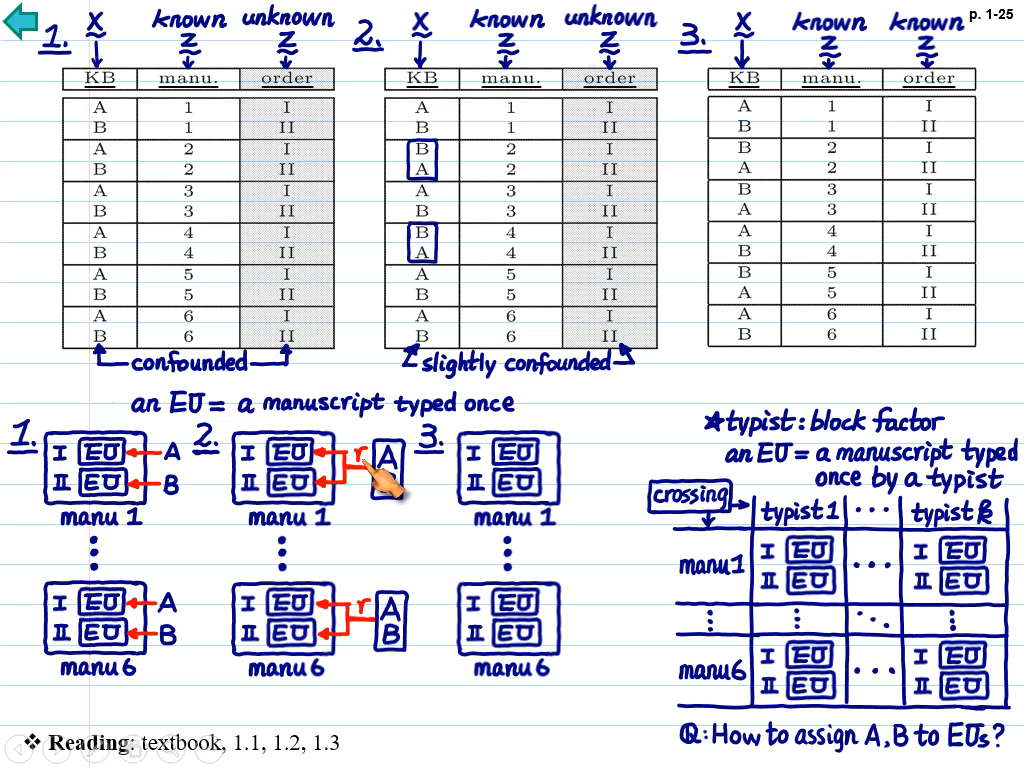 p. 1-25
1. X known unknown
z z
KB manu. order
A 1 I
B 1 II
A 2 I
B 2 II
A 3 I
B 3 II
A 4 I
B 4 II
A 5 I
B 5 II
A 6 I
B 6 II
confounded
2. X known unknown
z z
KB manu. order
A 1 I
B 1 II
B 2 I
A 2 II
A 3 I
B 3 II
B 4 I
A 4 II
A 5 I
B 5 II
A 6 I
B 6 II
slightly confounded
3. X known known
z z
KB manu. order
A 1 I
B 1 II
B 2 I
A 2 II
B 3 I
A 3 II
A 4 I
B 4 II
B 5 I
A 5 II
A 6 I
B 6 II
an EU = a manuscript typed once
1.
I EU A
II EU B
manu 1
⋮
I EU A
II EU B
manu 6
2.
I EU r A
II EU
manu 1
⋮
I EU r A
II EU B
manu 6
3.
I EU
II EU
manu 1
⋮
I EU
II EU
manu 6
* typist: block factor
an EU = a manuscript typed
once by a typist
crossing
typist 1 ... typist k
manu 1 I EU ... I EU
II EU II EU
⋮ ⋮ ⋱ ⋮
manu 6 I EU ... I EU
II EU II EU
Q: How to assign A, B to EUs?
❖ Reading: textbook, 1.1, 1.2, 1.3